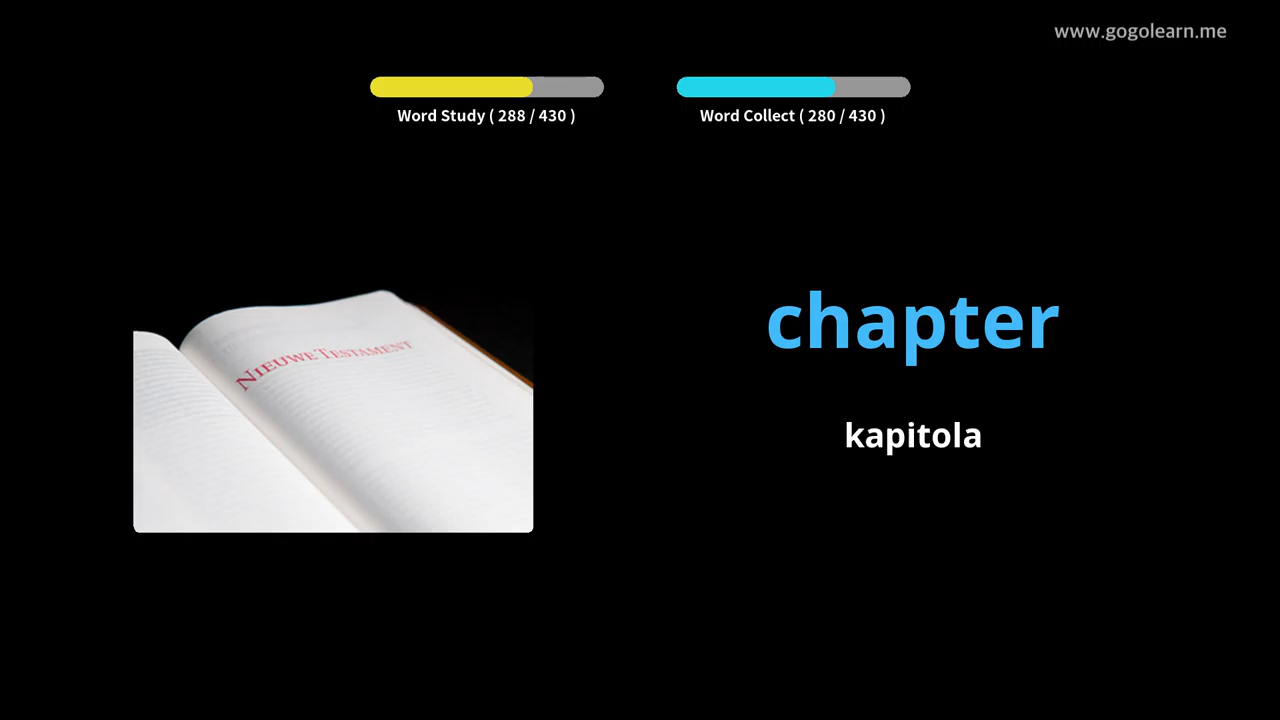 www.gogolearn.me
Word Study ( 288 / 430 )
Word Collect ( 280 / 430 )
NIEUWE TESTAMENT
chapter
kapitola